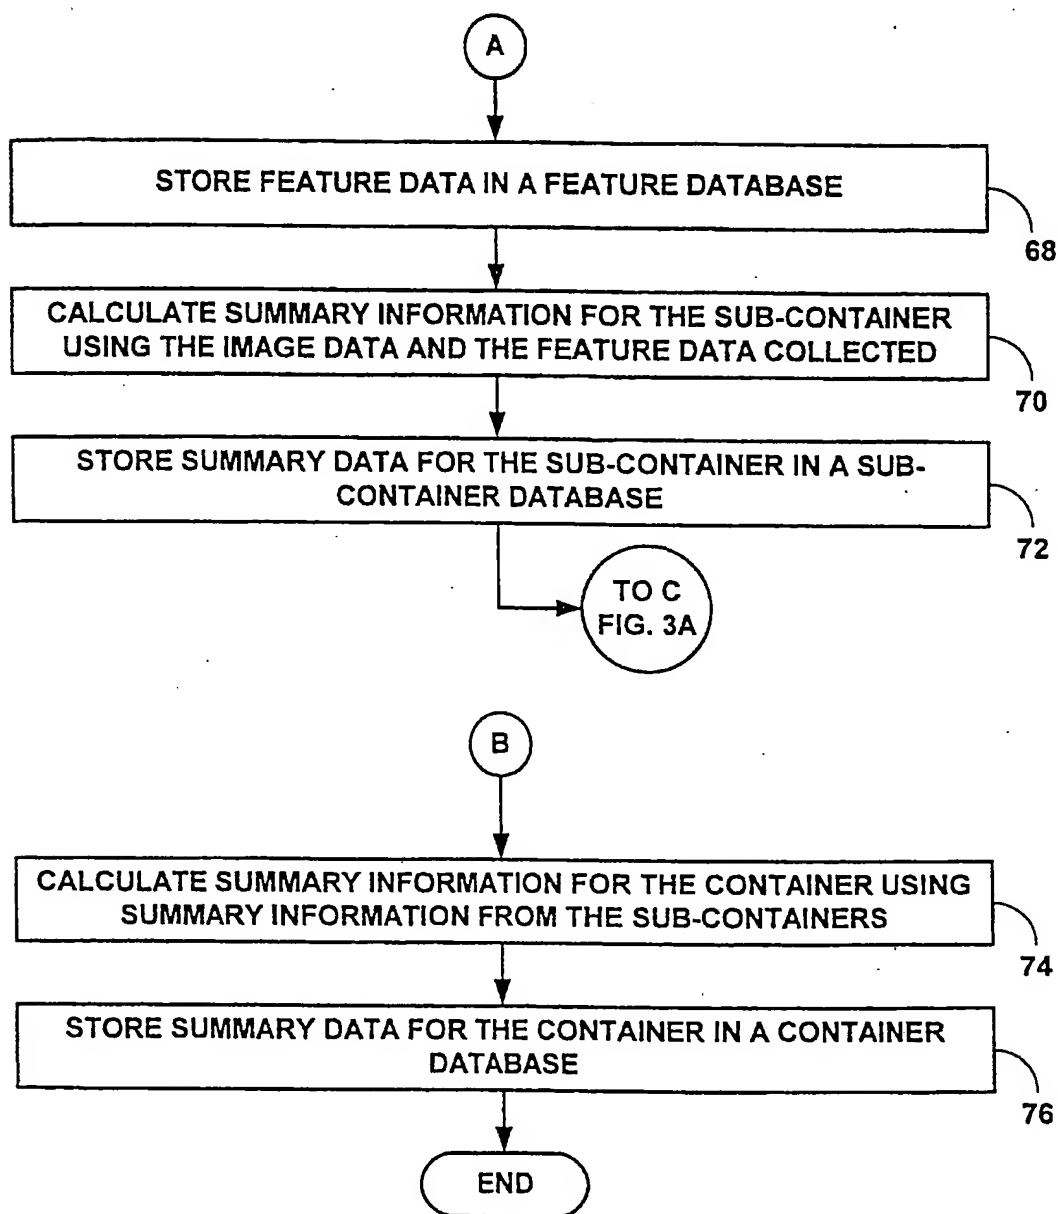 A
STORE FEATURE DATA IN A FEATURE DATABASE
68
CALCULATE SUMMARY INFORMATION FOR THE SUB-CONTAINER
USING THE IMAGE DATA AND THE FEATURE DATA COLLECTED
70
STORE SUMMARY DATA FOR THE SUB-CONTAINER IN A SUB-
CONTAINER DATABASE
72
TO C
FIG. 3A
B
CALCULATE SUMMARY INFORMATION FOR THE CONTAINER USING
SUMMARY INFORMATION FROM THE SUB-CONTAINERS
74
STORE SUMMARY DATA FOR THE CONTAINER IN A CONTAINER
DATABASE
76
END